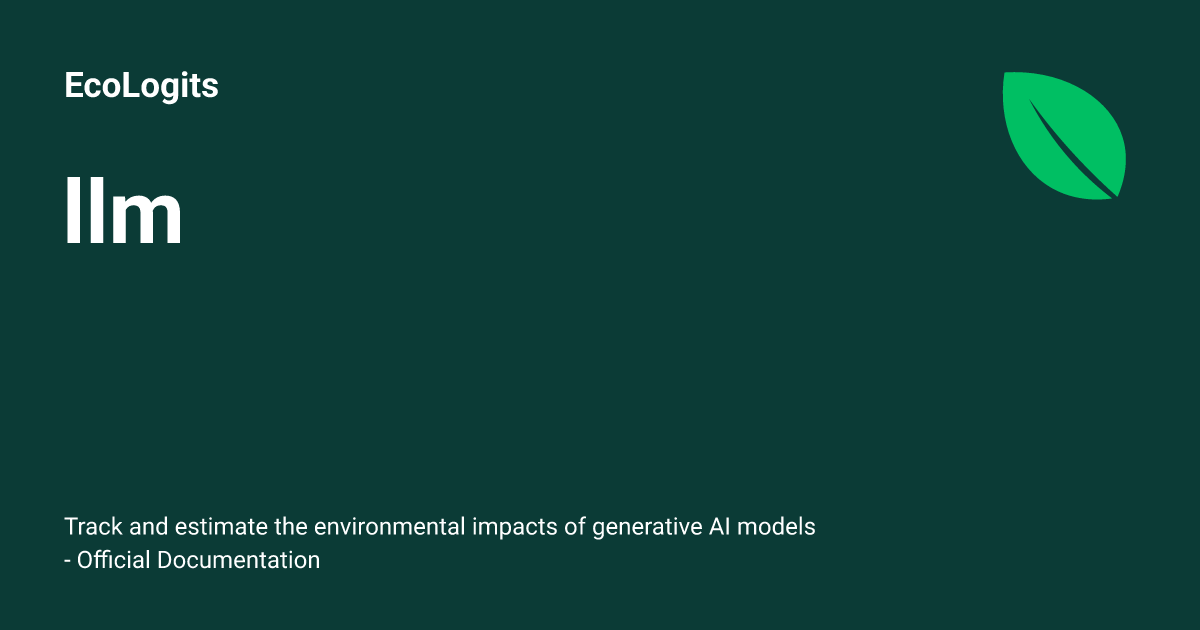 EcoLogits
llm
Track and estimate the environmental impacts of generative AI models
- Official Documentation